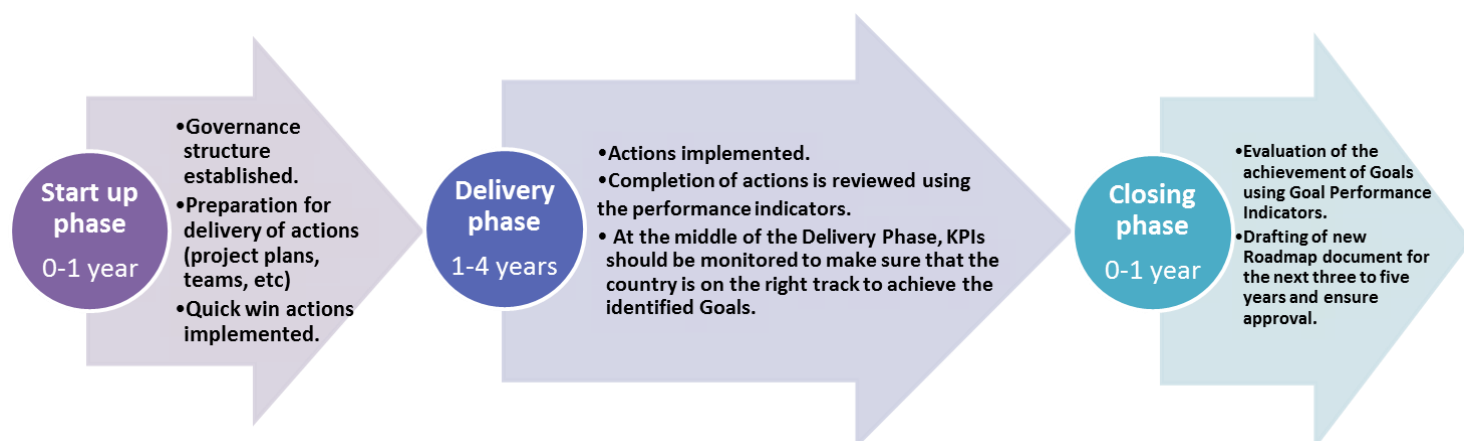 Start up
phase
0-1 year
•Governance
structure
established.
•Preparation for
delivery of actions
(project plans,
teams, etc)
•Quick win actions
implemented.
Delivery
phase
1-4 years
•Actions implemented.
•Completion of actions is reviewed using
the performance indicators.
• At the middle of the Delivery Phase, KPIs
should be monitored to make sure that the
country is on the right track to achieve the
identified Goals.
Closing
phase
0-1 year
•Evaluation of the
achievement of Goals
using Goal Performance
Indicators.
•Drafting of new
Roadmap document for
the next three to five
years and ensure
approval.